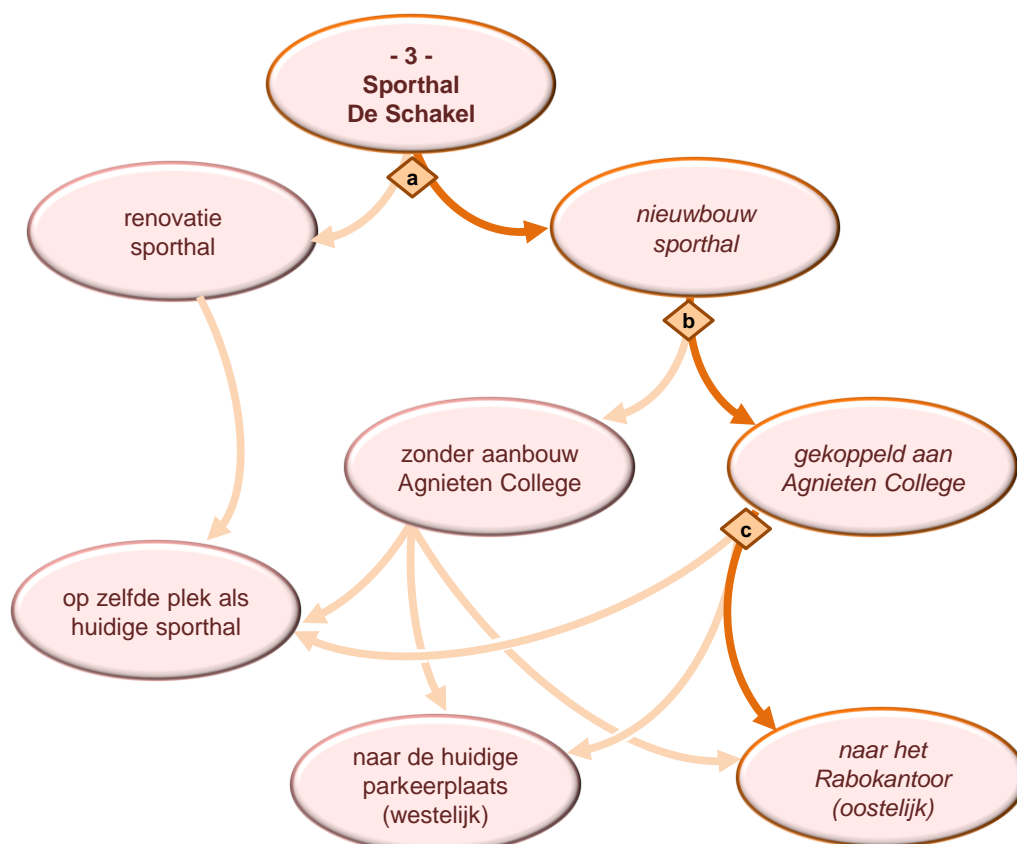 - 3 -
Sporthal
De Schakel
a
renovatie
sporthal
nieuwbouw
sporthal
b
zonder aanbouw
Agnieten College
gekoppeld aan
Agnieten College
c
op zelfde plek als
huidige sporthal
naar de huidige
parkeerplaats
(westelijk)
naar het
Rabokantoor
(oostelijk)